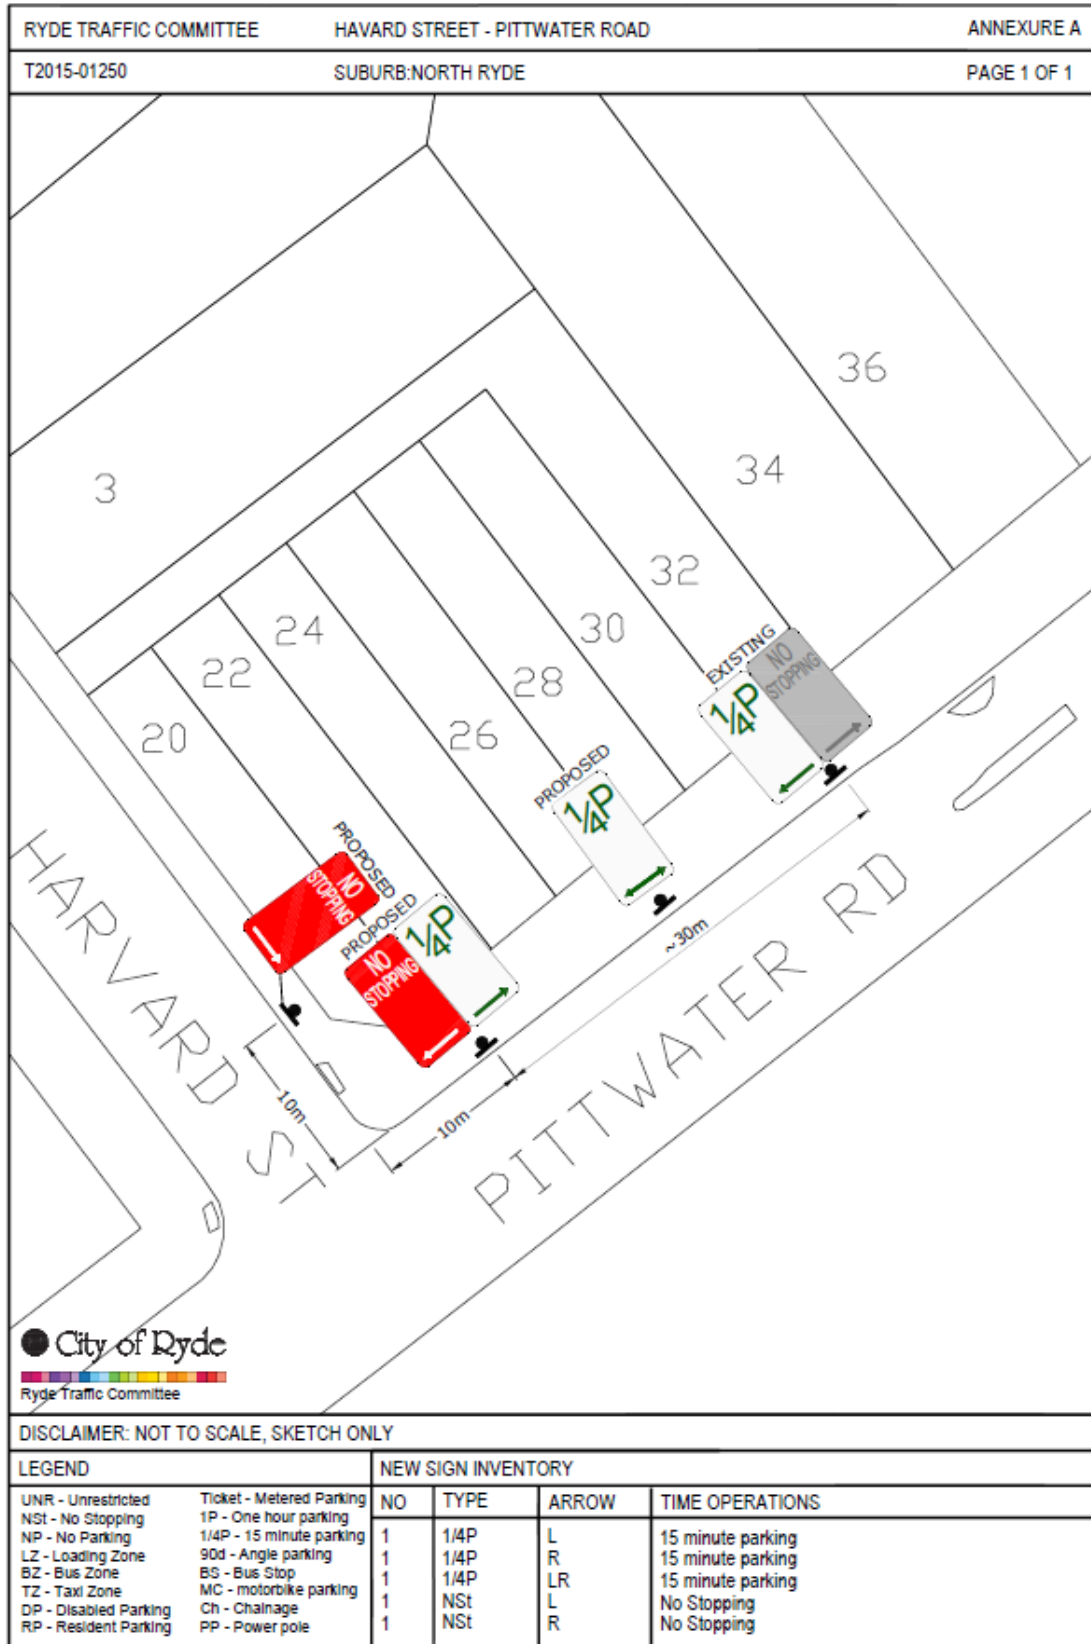 RYDE TRAFFIC COMMITTEE HAVARD STREET - PITTWATER ROAD ANNEXURE A
T2015-01250 SUBURB:NORTH RYDE PAGE 1 OF 1
36
3
34
32
24
30
22
28
20
26
EXISTING
1/4P
NO
STOPPING
PROPOSED
1/4P
PROPOSED
NO
STOPPING
PROPOSED
NO
STOPPING
1/4P
~30m
10m
10m
HARVARD ST
PITTWATER RD
City of Ryde
Ryde Traffic Committee
DISCLAIMER: NOT TO SCALE, SKETCH ONLY
LEGEND
UNR - Unrestricted
NSt - No Stopping
NP - No Parking
LZ - Loading Zone
BZ - Bus Zone
TZ - Taxi Zone
DP - Disabled Parking
RP - Resident Parking
Ticket - Metered Parking
1P - One hour parking
1/4P - 15 minute parking
90d - Angle parking
BS - Bus Stop
MC - motorbike parking
Ch - Chainage
PP - Power pole
NEW SIGN INVENTORY
NO TYPE ARROW TIME OPERATIONS
1 1/4P L 15 minute parking
1 1/4P R 15 minute parking
1 1/4P LR 15 minute parking
1 NSt L No Stopping
1 NSt R No Stopping